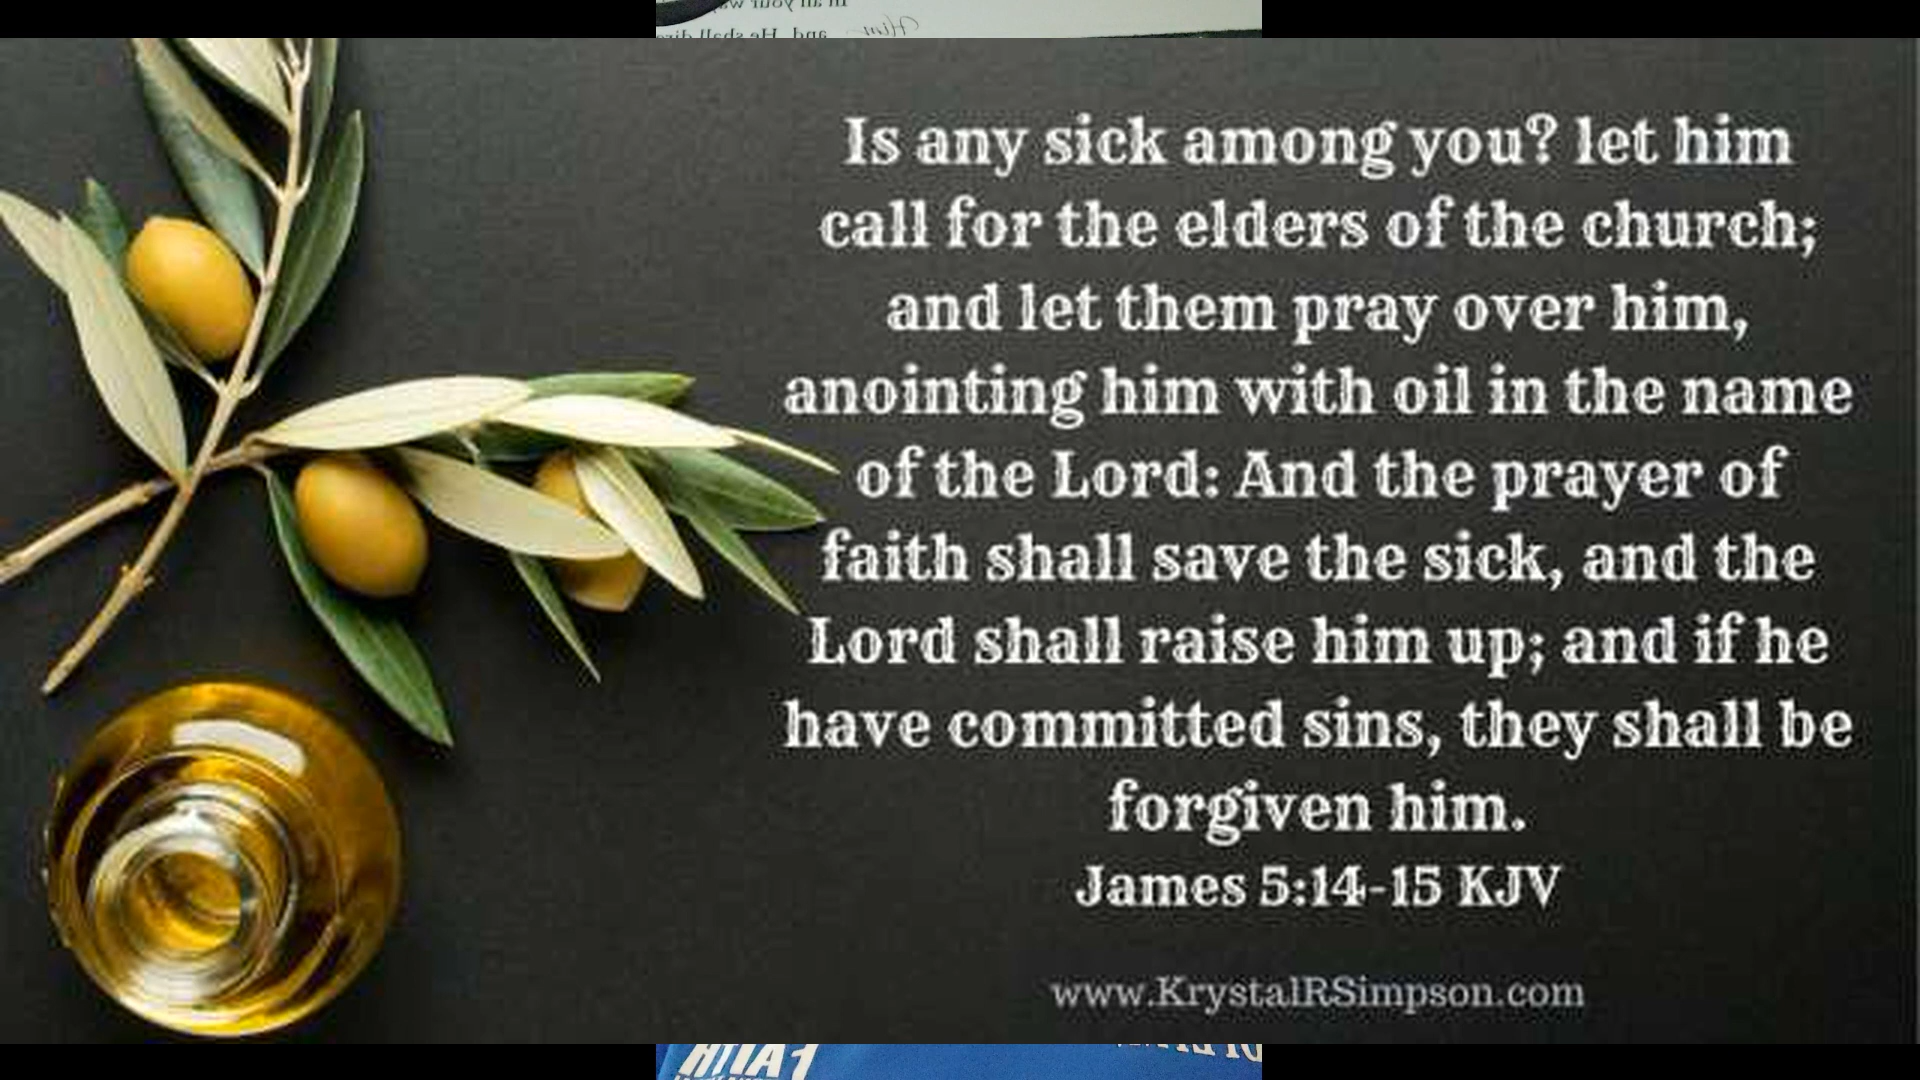 Is any sick among you? let him
call for the elders of the church;
and let them pray over him,
anointing him with oil in the name
of the Lord: And the prayer of
faith shall save the sick, and the
Lord shall raise him up; and if he
have committed sins, they shall be
forgiven him.
James 5:14-15 KJV
www.KrystalRSimpson.com
FAITH